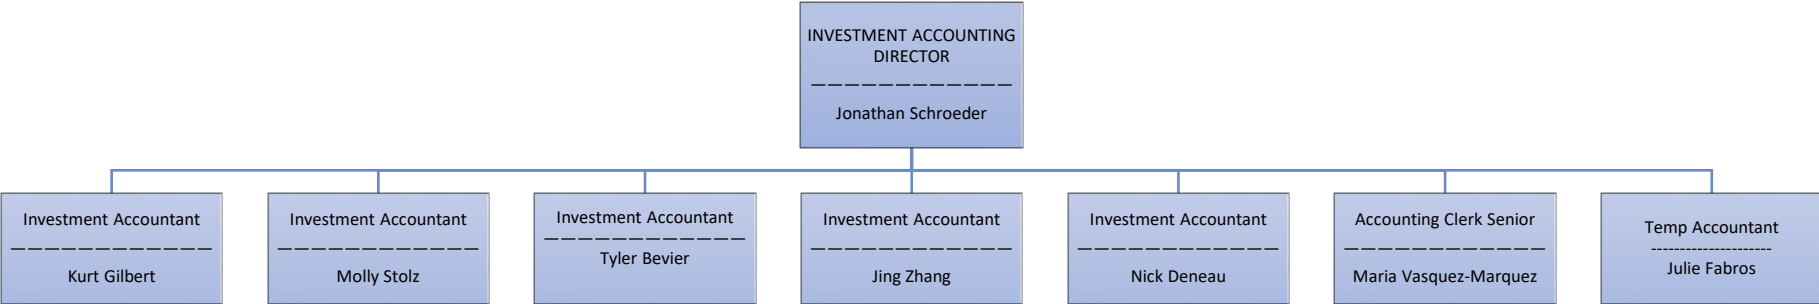 INVESTMENT ACCOUNTING
DIRECTOR
Jonathan Schroeder
Investment Accountant
Kurt Gilbert
Investment Accountant
Molly Stolz
Investment Accountant
Tyler Bevier
Investment Accountant
Jing Zhang
Investment Accountant
Nick Deneau
Accounting Clerk Senior
Maria Vasquez-Marquez
Temp Accountant
Julie Fabros